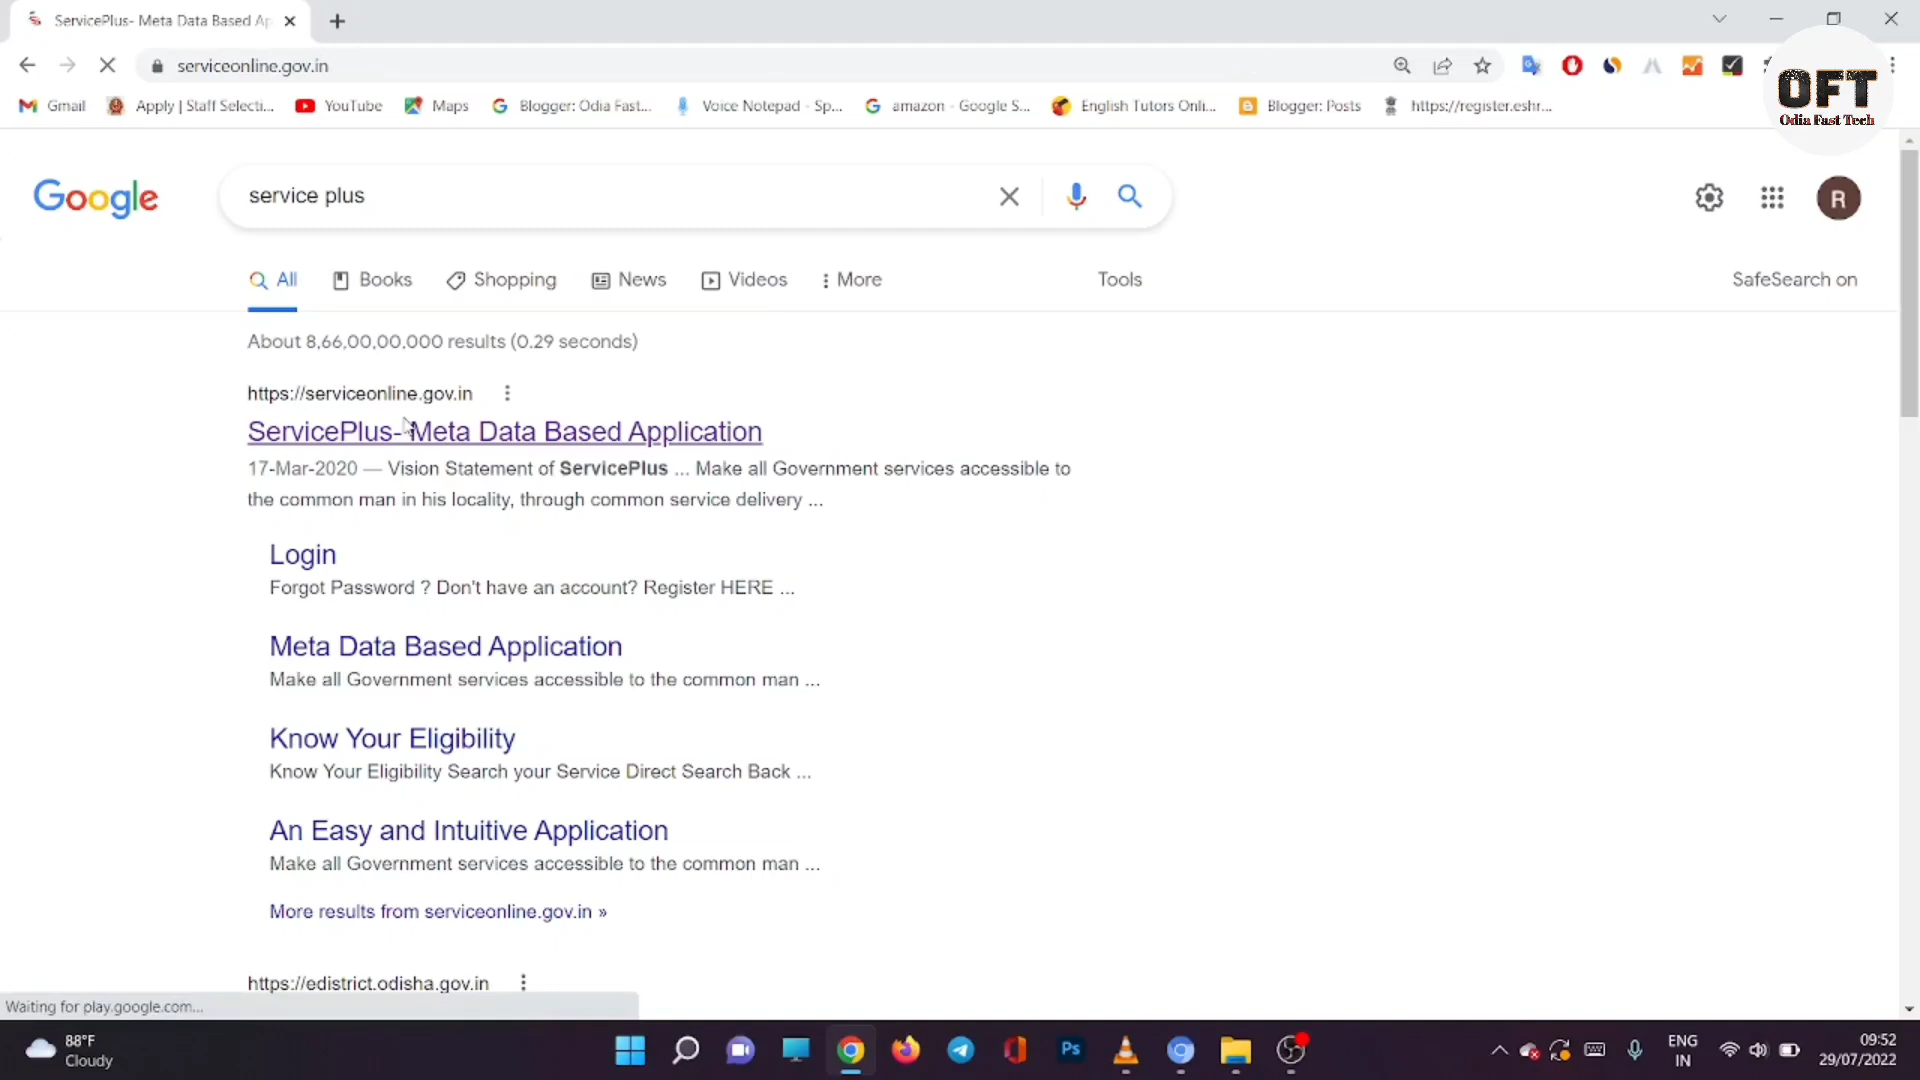 ServicePlus- Meta Data Based Ap
serviceonline.gov.in
Gmail
Apply | Staff Selecti...
YouTube
Maps
Blogger: Odia Fast...
Voice Notepad - Sp...
amazon - Google S...
English Tutors Onli...
Blogger: Posts
https://register.eshr...
OFT
Odia Fast Tech
Google
service plus
R
All
Books
Shopping
News
Videos
More
Tools
SafeSearch on
About 8,66,00,00,000 results (0.29 seconds)
https://serviceonline.gov.in
ServicePlus- Meta Data Based Application
17-Mar-2020 — Vision Statement of ServicePlus ... Make all Government services accessible to
the common man in his locality, through common service delivery ...
Login
Forgot Password ? Don't have an account? Register HERE ...
Meta Data Based Application
Make all Government services accessible to the common man ...
Know Your Eligibility
Know Your Eligibility Search your Service Direct Search Back ...
An Easy and Intuitive Application
Make all Government services accessible to the common man ...
More results from serviceonline.gov.in »
https://edistrict.odisha.gov.in
Waiting for play.google.com...
88°F
Cloudy
Ps
ENG
IN
09:52
29/07/2022